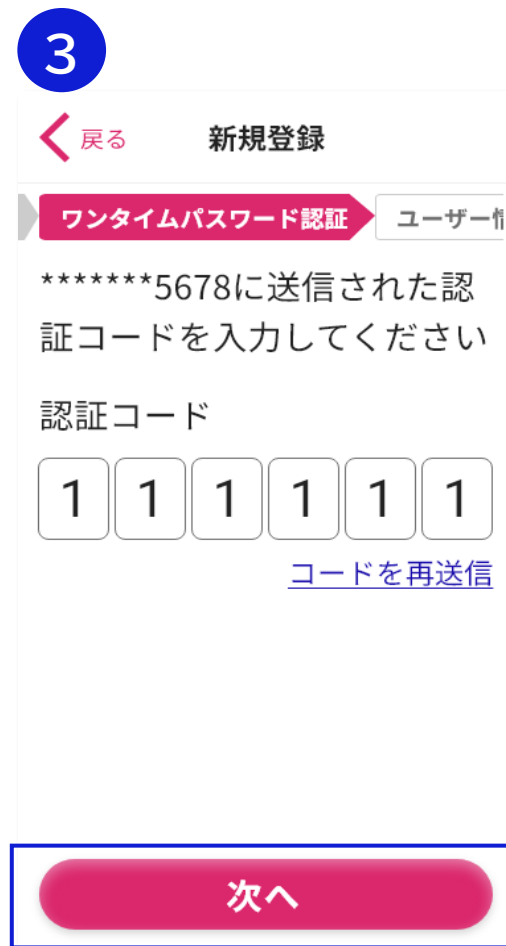 3
戻る 新規登録
ワンタイムパスワード認証 ユーザー情
*******5678に送信された認
証コードを入力してください
認証コード
1 1 1 1 1 1
コードを再送信
次へ